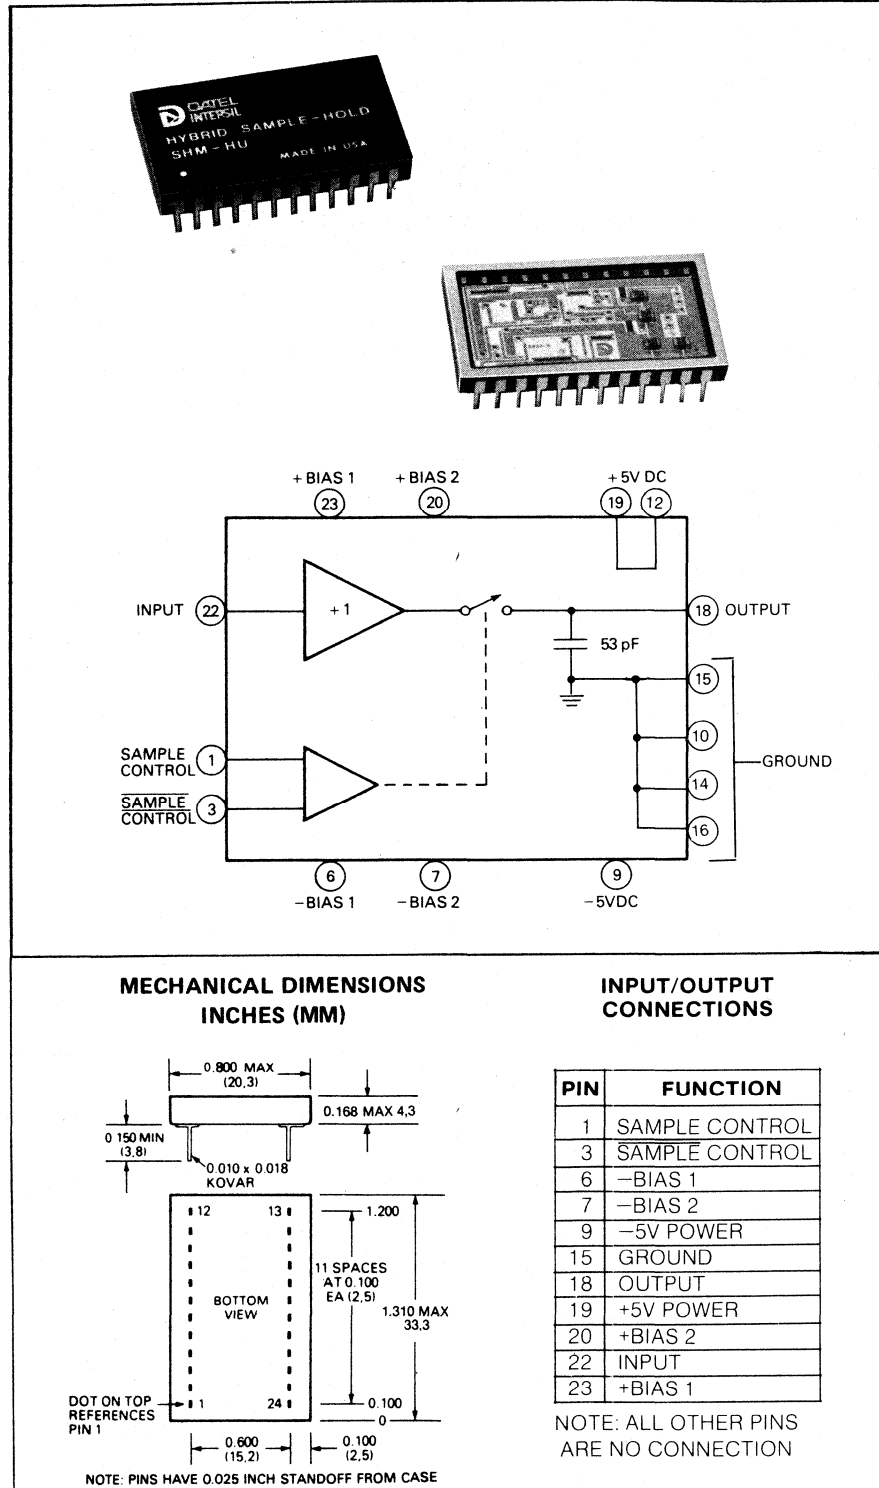 DATEL
INTERSIL
HYBRID SAMPLE-HOLD
SHM-HU
MADE IN USA
+BIAS 1
23
+BIAS 2
20
+5V DC
19
12
INPUT
22
+1
18
OUTPUT
53 pF
15
10
14
16
GROUND
SAMPLE
CONTROL
1
SAMPLE
CONTROL
3
6
-BIAS 1
7
-BIAS 2
9
-5VDC
MECHANICAL DIMENSIONS
INCHES (MM)
0.800 MAX
(20,3)
0.168 MAX 4,3
0 150 MIN
(3,8)
0.010 x 0.018
KOVAR
12
13
1.200
11 SPACES
AT 0.100
EA (2,5)
BOTTOM
VIEW
1.310 MAX
33,3
DOT ON TOP
REFERENCES
PIN 1
1
24
0.100
0
0.600
(15,2)
0.100
(2,5)
NOTE: PINS HAVE 0.025 INCH STANDOFF FROM CASE
INPUT/OUTPUT
CONNECTIONS
PIN FUNCTION
1 SAMPLE CONTROL
3 SAMPLE CONTROL
6 -BIAS 1
7 -BIAS 2
9 -5V POWER
15 GROUND
18 OUTPUT
19 +5V POWER
20 +BIAS 2
22 INPUT
23 +BIAS 1
NOTE: ALL OTHER PINS
ARE NO CONNECTION